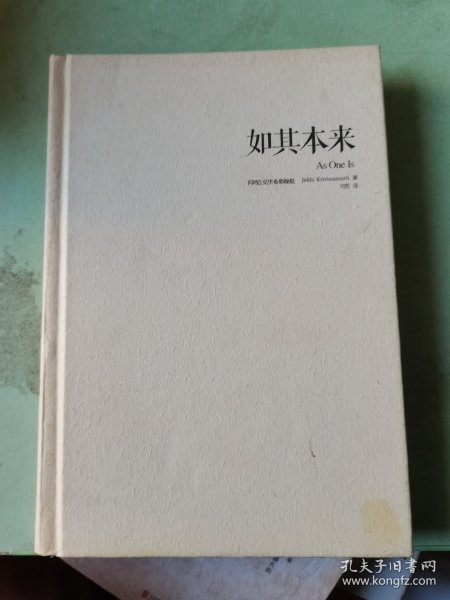 如其本来
As One Is
[印度] 克里希那穆提 Jiddu Krishnamurti 著
译
孔夫子旧书网
www.kongfz.com